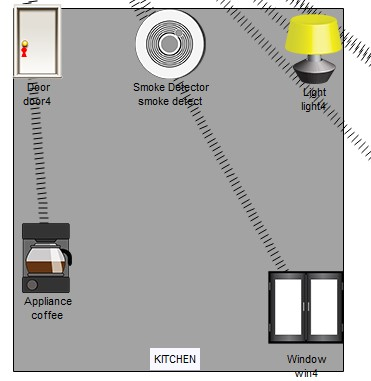 Door
door4
Smoke Detector
smoke detect
Light
light4
Appliance
coffee
Window
win4
KITCHEN